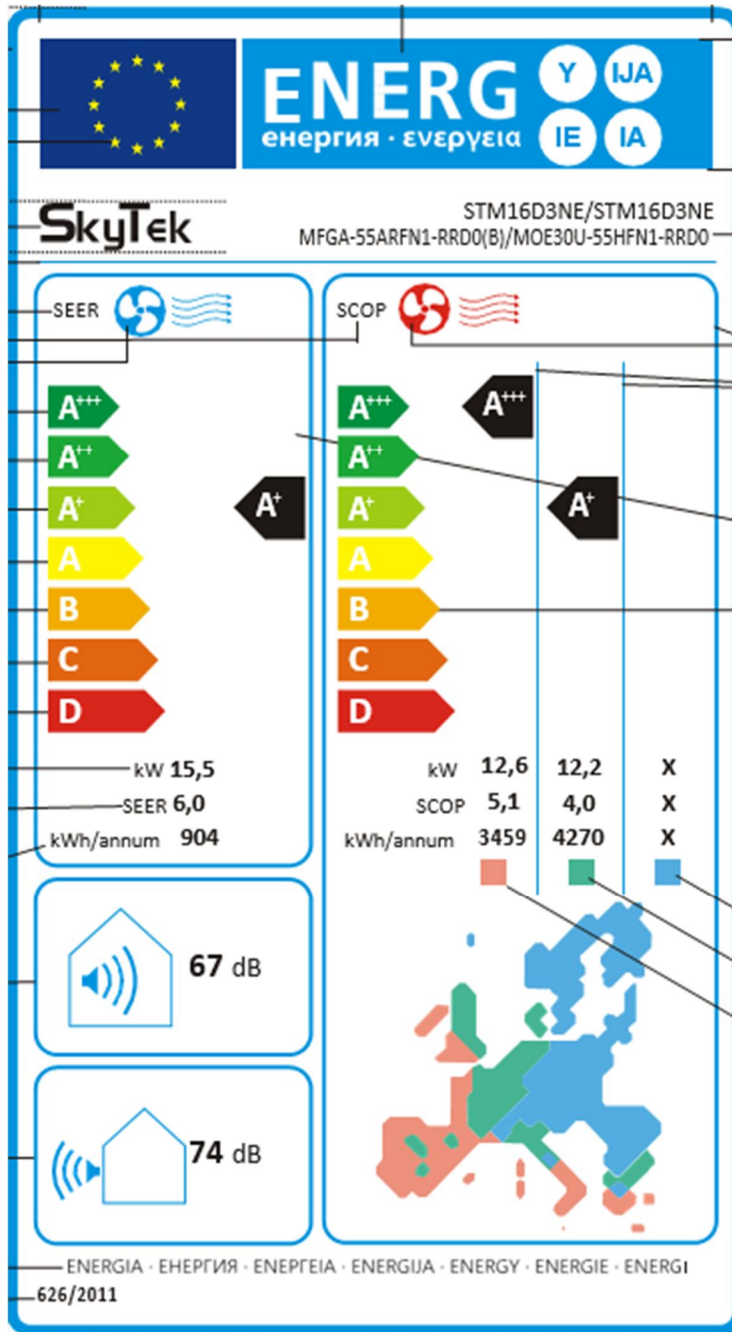 ENERG
енергия · ενεργεια
Y IJA
IE IA
SkyTek
STM16D3NE/STM16D3NE
MFGA-55ARFN1-RRD0(B)/MOE30U-55HFN1-RRD0
SEER
A+++
A++
A+
A
B
C
D
A+
kW 15,5
SEER 6,0
kWh/annum 904
SCOP
A+++
A++
A+
A
B
C
D
A+++
A+
kW 12,6 12,2 X
SCOP 5,1 4,0 X
kWh/annum 3459 4270 X
67 dB
74 dB
ENERGIA · ЕНЕРГИЯ · ΕΝΕΡΓΕΙΑ · ENERGIJA · ENERGY · ENERGIE · ENERGI
626/2011